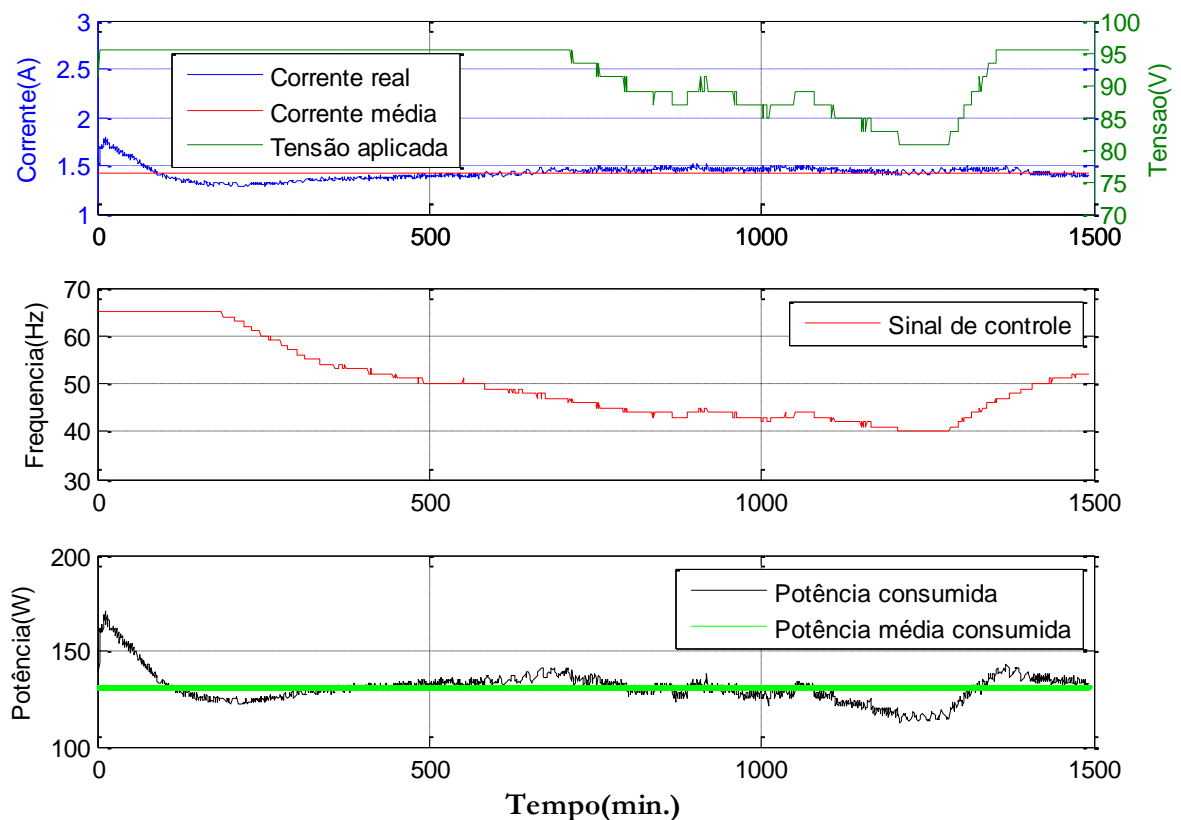 Corrente(A)
3
2.5
2
1.5
1
Corrente real
Corrente média
Tensão aplicada
100
95
90
85
80
75
70
Tensao(V)
0
500
1000
1500
Frequencia(Hz)
70
60
50
40
30
Sinal de controle
0
500
1000
1500
Potência(W)
200
150
100
Potência consumida
Potência média consumida
0
500
1000
1500
Tempo(min.)